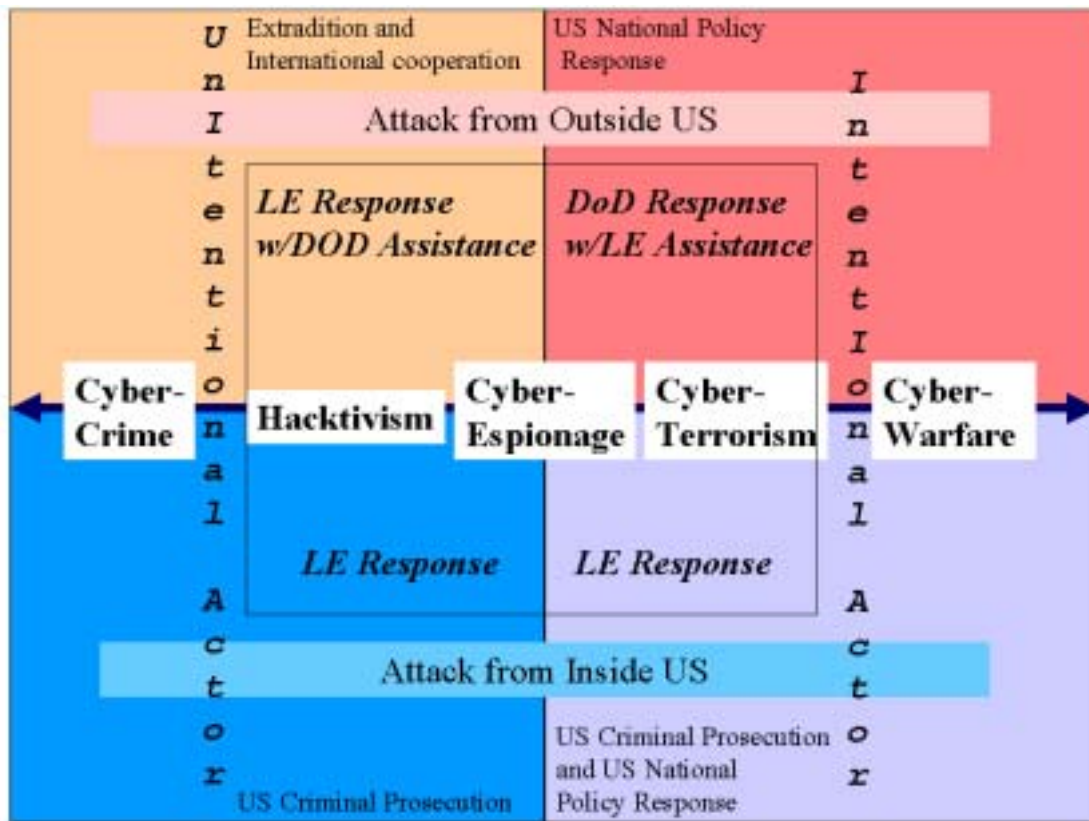 Extradition and
International cooperation
US National Policy
Response
Attack from Outside US
UnItentional Actor
IntentIonal Actor
LE Response
w/DOD Assistance
DoD Response
w/LE Assistance
Cyber-
Crime
Hacktivism
Cyber-
Espionage
Cyber-
Terrorism
Cyber-
Warfare
LE Response
LE Response
Attack from Inside US
US Criminal Prosecution
US Criminal Prosecution
and US National
Policy Response